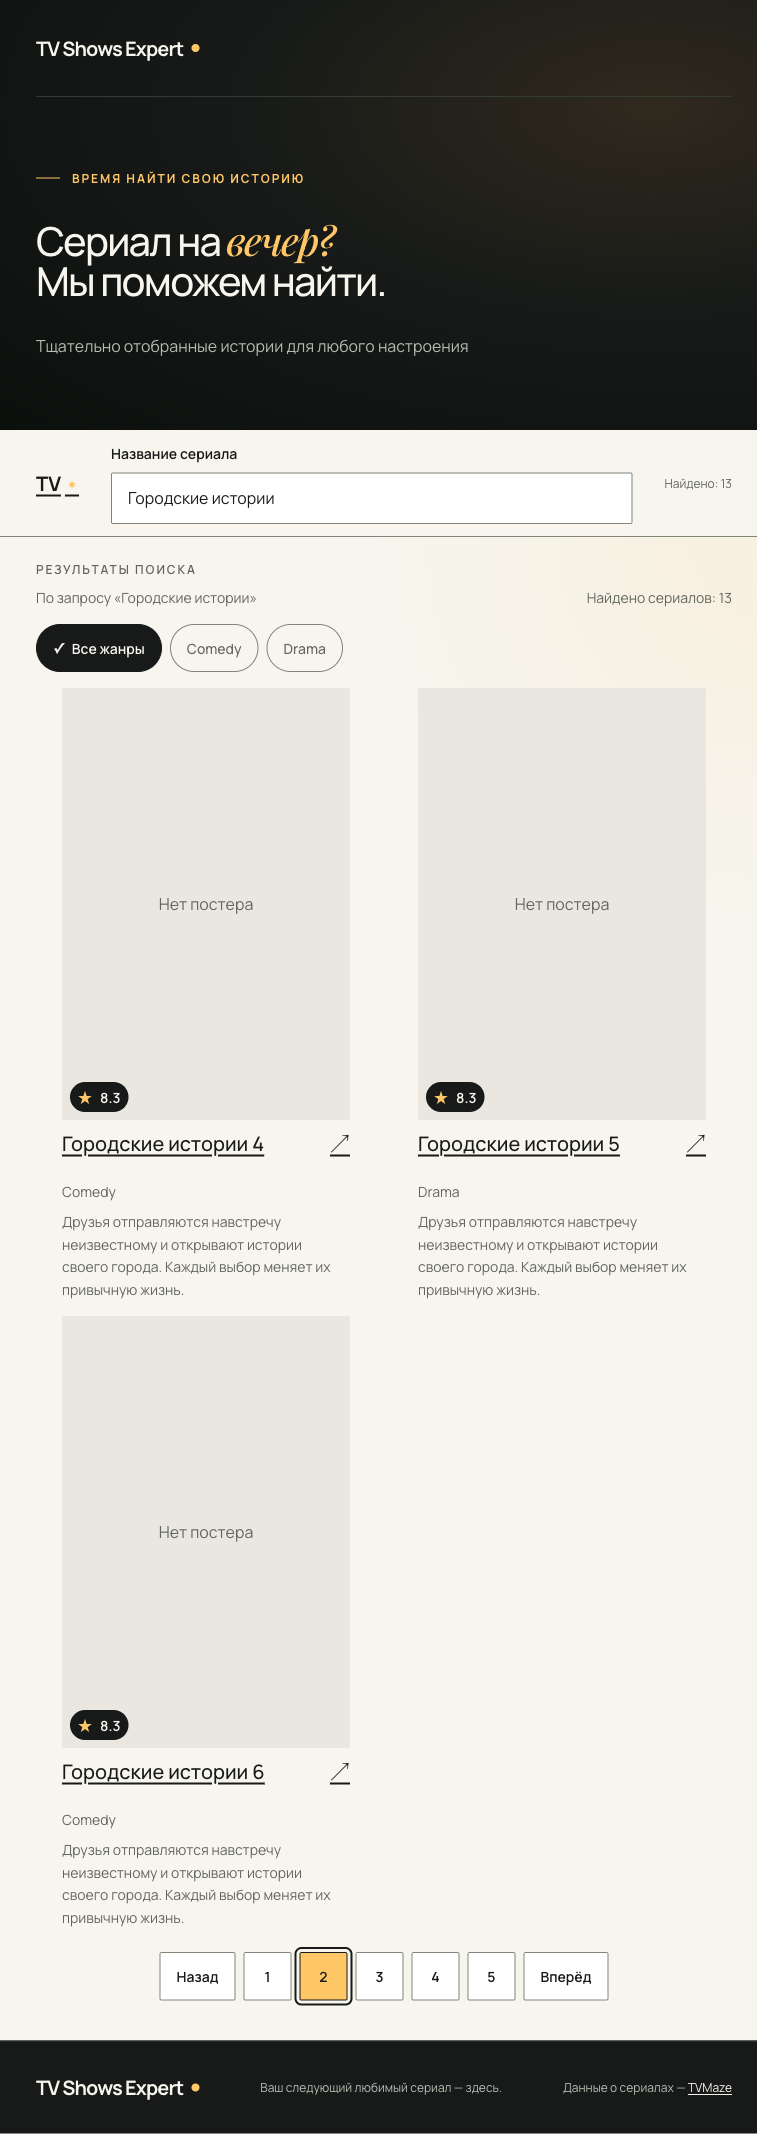 TV Shows Expert
ВРЕМЯ НАЙТИ СВОЮ ИСТОРИЮ
Сериал на вечер?
Мы поможем найти.
Тщательно отобранные истории для любого настроения
Название сериала
TV
Городские истории
Найдено: 13
РЕЗУЛЬТАТЫ ПОИСКА
По запросу «Городские истории»
Найдено сериалов: 13
✓ Все жанры
Comedy
Drama
Нет постера
★ 8.3
Городские истории 4 ↗
Comedy
Друзья отправляются навстречу
неизвестному и открывают истории
своего города. Каждый выбор меняет их
привычную жизнь.
Нет постера
★ 8.3
Городские истории 5 ↗
Drama
Друзья отправляются навстречу
неизвестному и открывают истории
своего города. Каждый выбор меняет их
привычную жизнь.
Нет постера
★ 8.3
Городские истории 6 ↗
Comedy
Друзья отправляются навстречу
неизвестному и открывают истории
своего города. Каждый выбор меняет их
привычную жизнь.
Назад 1 2 3 4 5 Вперёд
TV Shows Expert
Ваш следующий любимый сериал — здесь.
Данные о сериалах — TVMaze